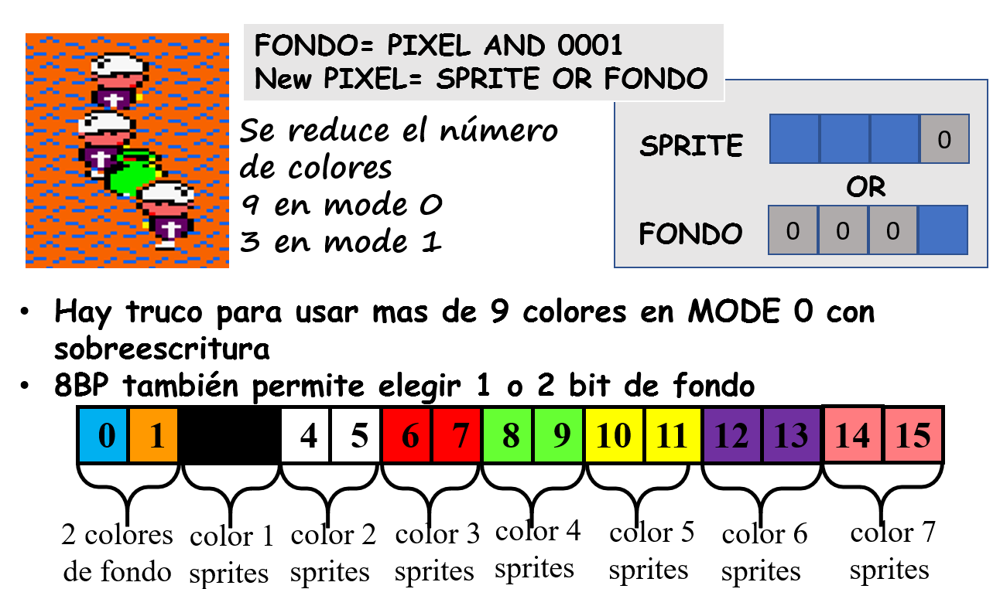 FONDO= PIXEL AND 0001
New PIXEL= SPRITE OR FONDO
Se reduce el número
de colores
9 en mode 0
3 en mode 1
SPRITE 0
OR
FONDO 0 0 0
• Hay truco para usar mas de 9 colores en MODE 0 con
sobreescritura
• 8BP también permite elegir 1 o 2 bit de fondo
0 1 4 5 6 7 8 9 10 11 12 13 14 15
2 colores color 1 color 2 color 3 color 4 color 5 color 6 color 7
de fondo sprites sprites sprites sprites sprites sprites sprites